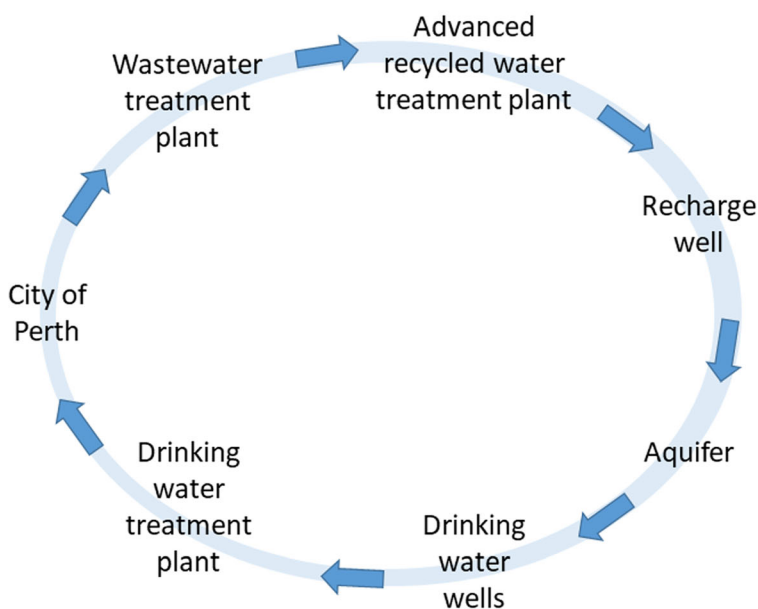 Advanced
recycled water
treatment plant
Recharge
well
Aquifer
Drinking
water
wells
Drinking
water
treatment
plant
City of
Perth
Wastewater
treatment
plant